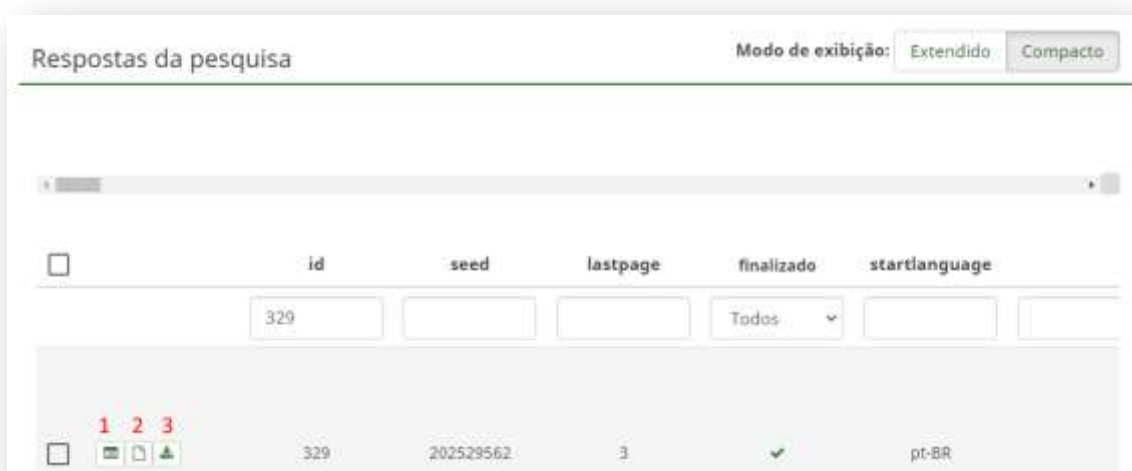 Respostas da pesquisa
Modo de exibição: Extendido Compacto
id seed lastpage finalizado startlanguage
329 Todos
1 2 3
329 202529562 3 pt-BR